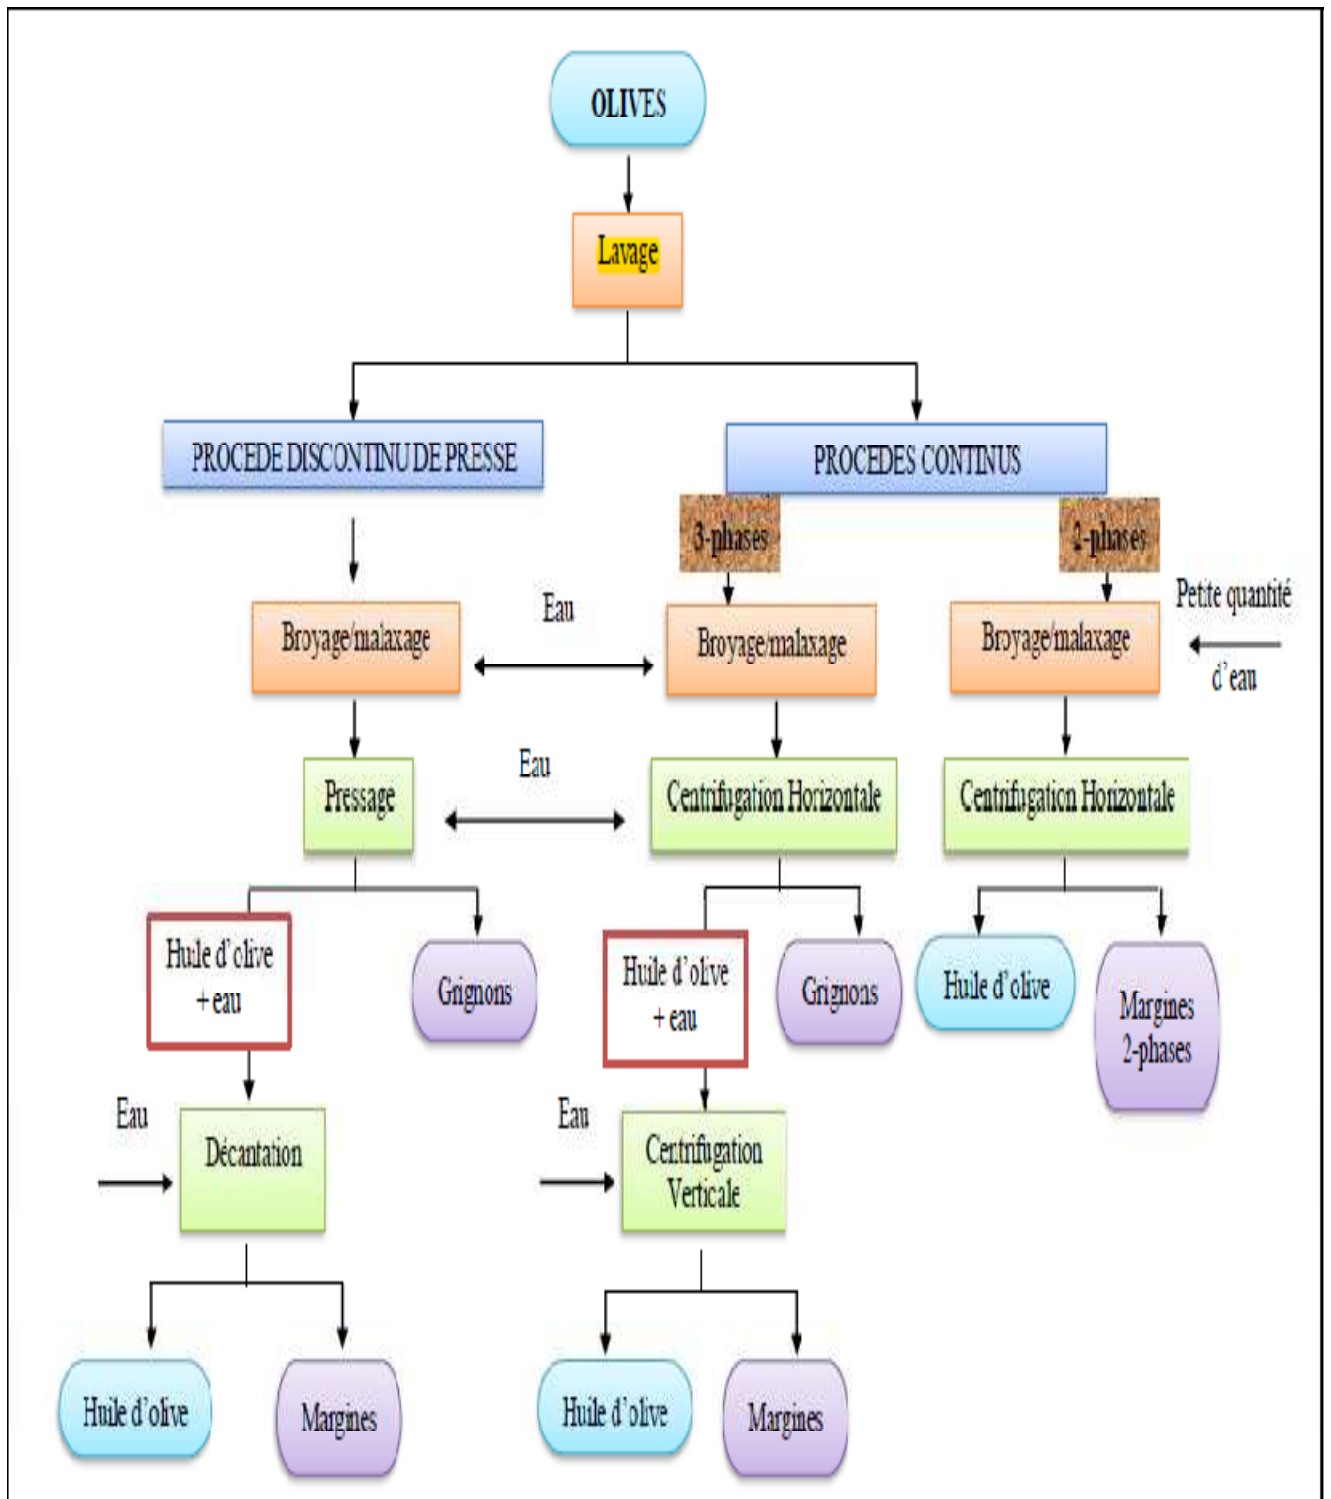 OLIVES
Lavage
PROCEDE DISCONTINU DE PRESSE
PROCEDES CONTINUS
3-phases
2-phases
Broyage/malaxage
Eau
Broyage/malaxage
Broyage/malaxage
Petite quantité
d'eau
Pressage
Eau
Centrifugation Horizontale
Centrifugation Horizontale
Huile d'olive
+ eau
Grignons
Huile d'olive
+ eau
Grignons
Huile d'olive
Margines
2-phases
Eau
Décantation
Eau
Centrifugation
Verticale
Huile d'olive
Margines
Huile d'olive
Margines